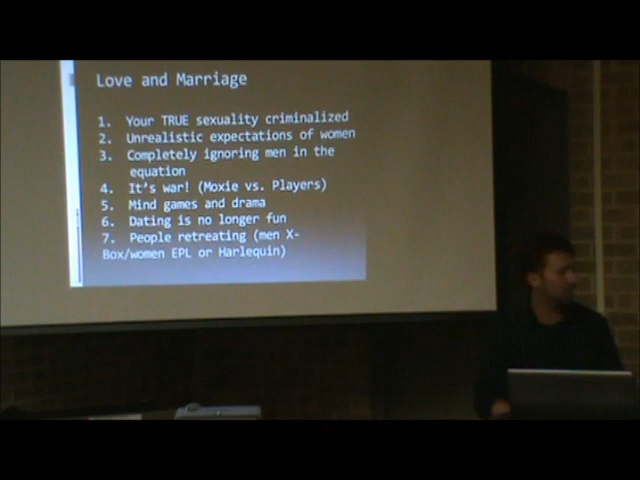 Love and Marriage
1. Your TRUE sexuality criminalized
2. Unrealistic expectations of women
3. Completely ignoring men in the
equation
4. It's war! (Moxie vs. Players)
5. Mind games and drama
6. Dating is no longer fun
7. People retreating (men X-
Box/women EPL or Harlequin)